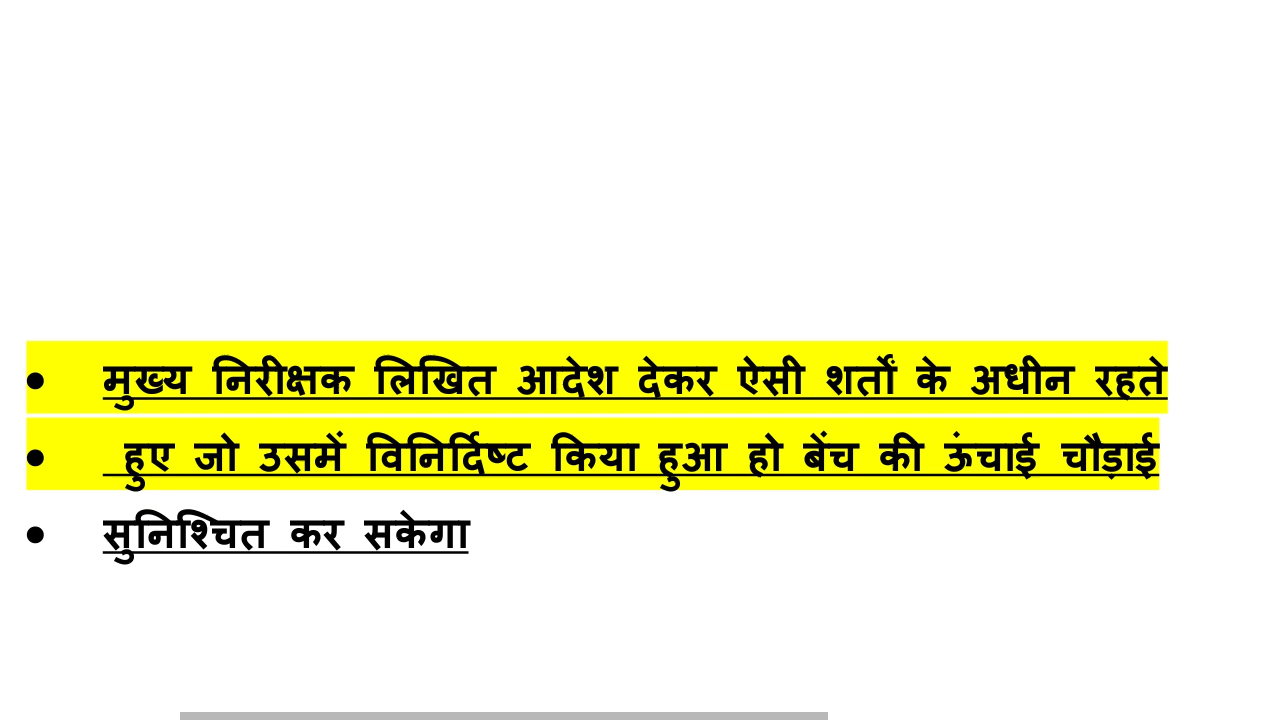 • मुख्य निरीक्षक लिखित आदेश देकर ऐसी शर्तों के अधीन रहते
• हुए जो उसमें विनिर्दिष्ट किया हुआ हो बेंच की ऊंचाई चौड़ाई
• सुनिश्चित कर सकेगा